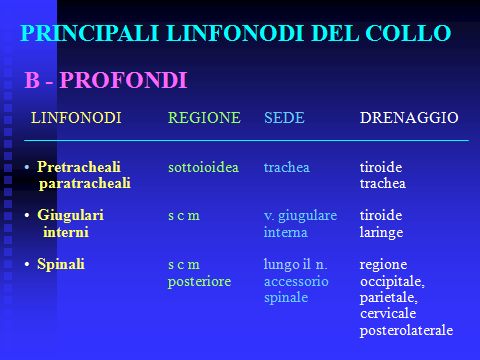 PRINCIPALI LINFONODI DEL COLLO
B - PROFONDI
LINFONODI REGIONE SEDE DRENAGGIO
• Pretracheali sottoioidea trachea tiroide
paratracheali trachea
• Giugulari s c m v. giugulare tiroide
interni interna laringe
• Spinali s c m lungo il n. regione
posteriore accessorio occipitale,
spinale parietale,
cervicale
posterolaterale